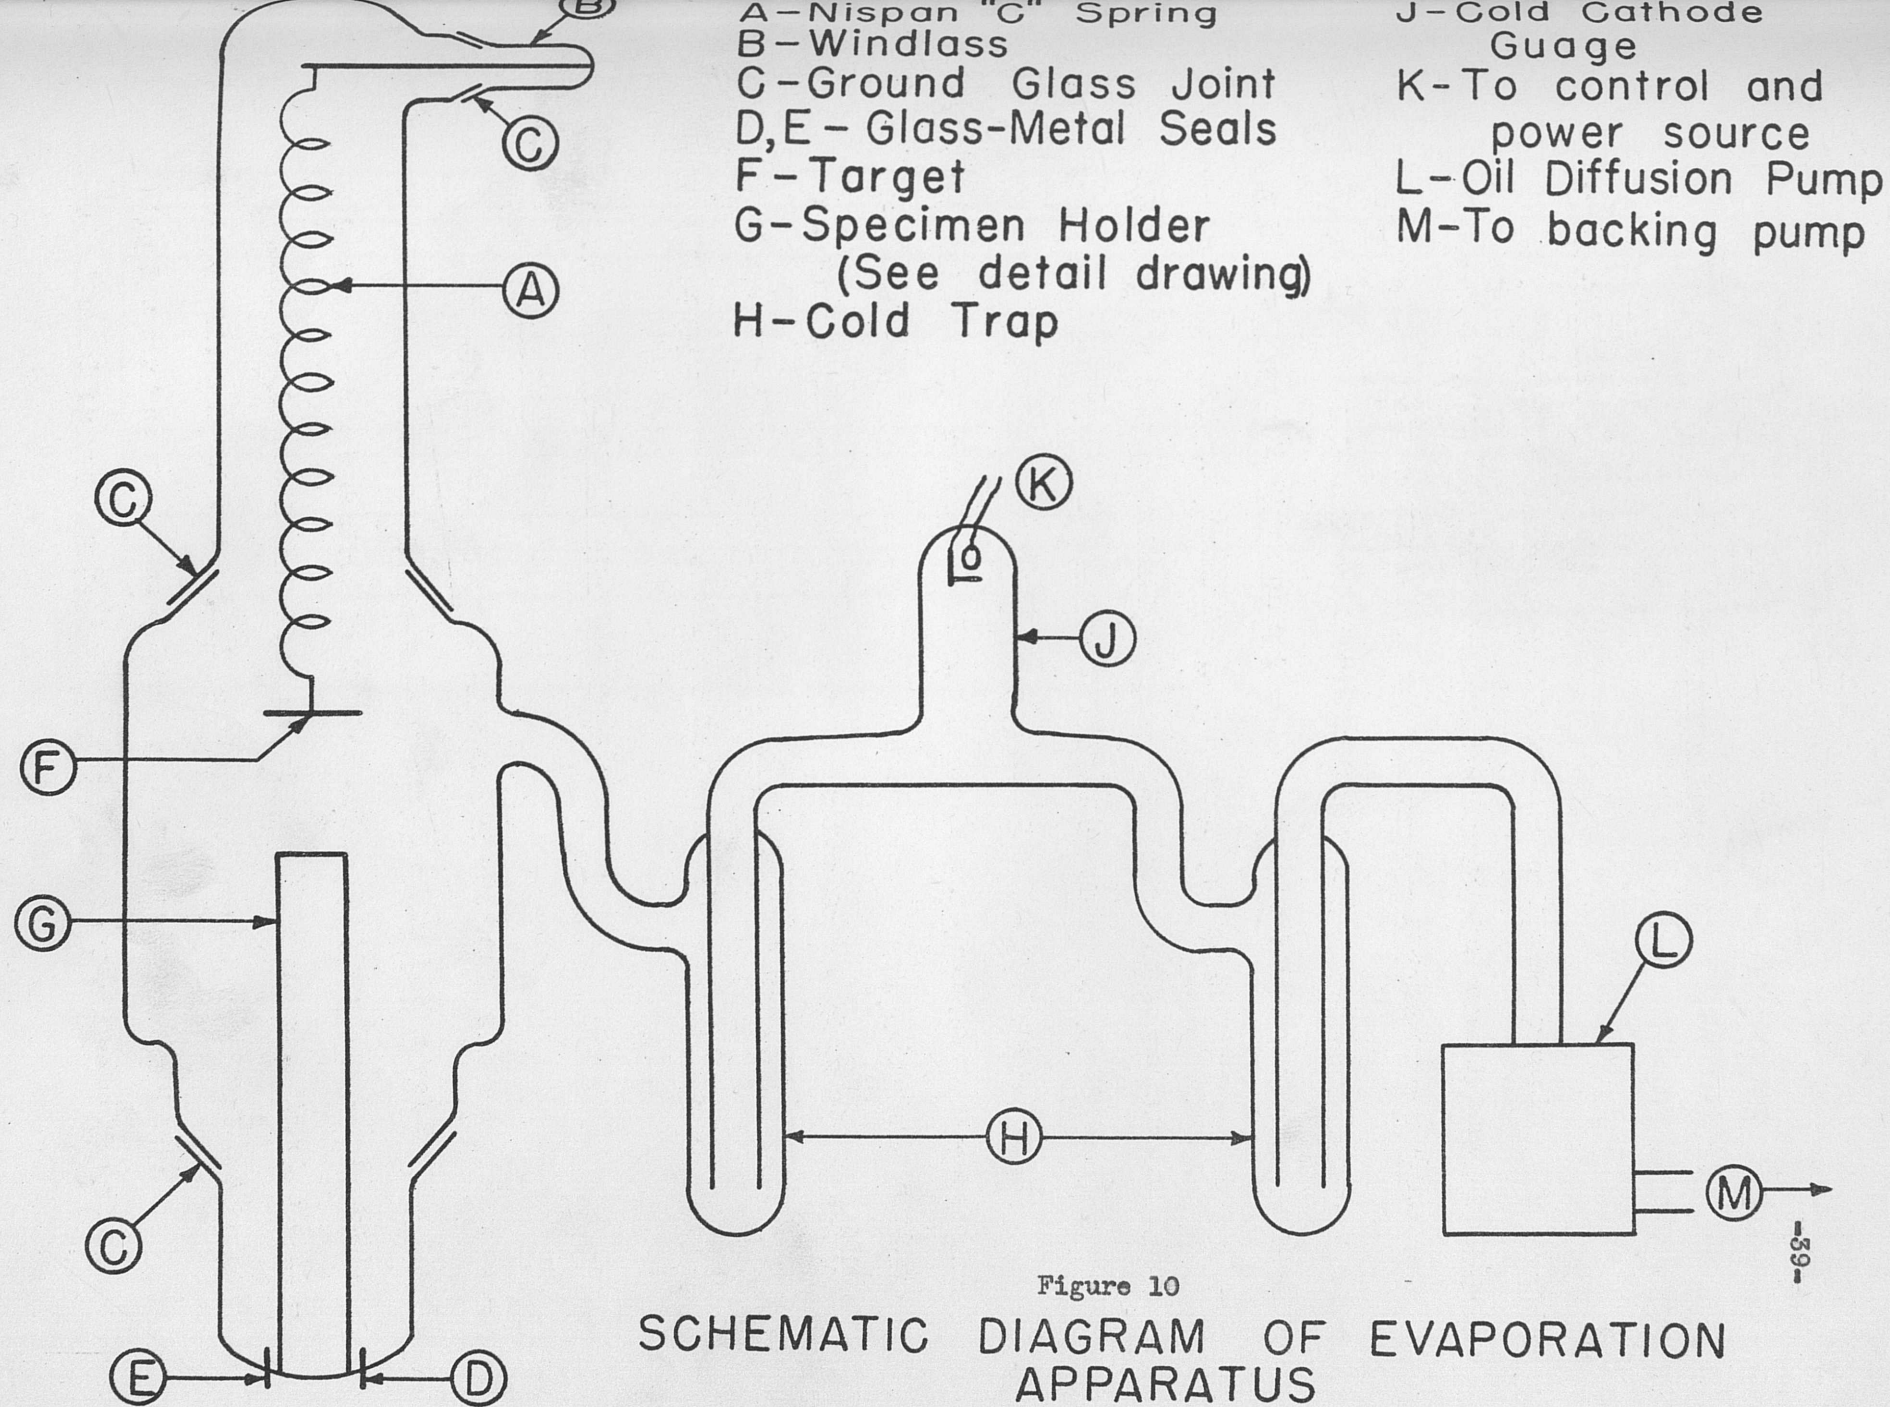 A-Nispan "C" Spring
B-Windlass
C-Ground Glass Joint
D,E-Glass-Metal Seals
F-Target
G-Specimen Holder
(See detail drawing)
H-Cold Trap
J-Cold Cathode
Guage
K-To control and
power source
L-Oil Diffusion Pump
M-To backing pump
B
C
A
C
K
J
F
G
L
H
M
C
E
D
-39-
Figure 10
SCHEMATIC DIAGRAM OF EVAPORATION
APPARATUS